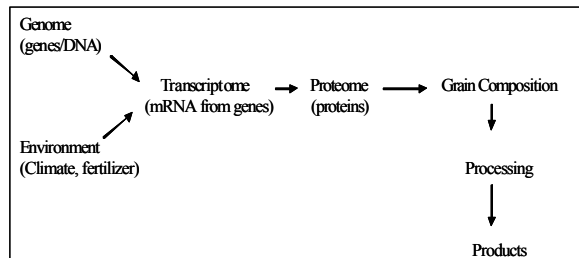 Genome
(genes/DNA)
Transcriptome
(mRNA from genes)
Proteome
(proteins)
Grain Composition
Environment
(Climate, fertilizer)
Processing
Products